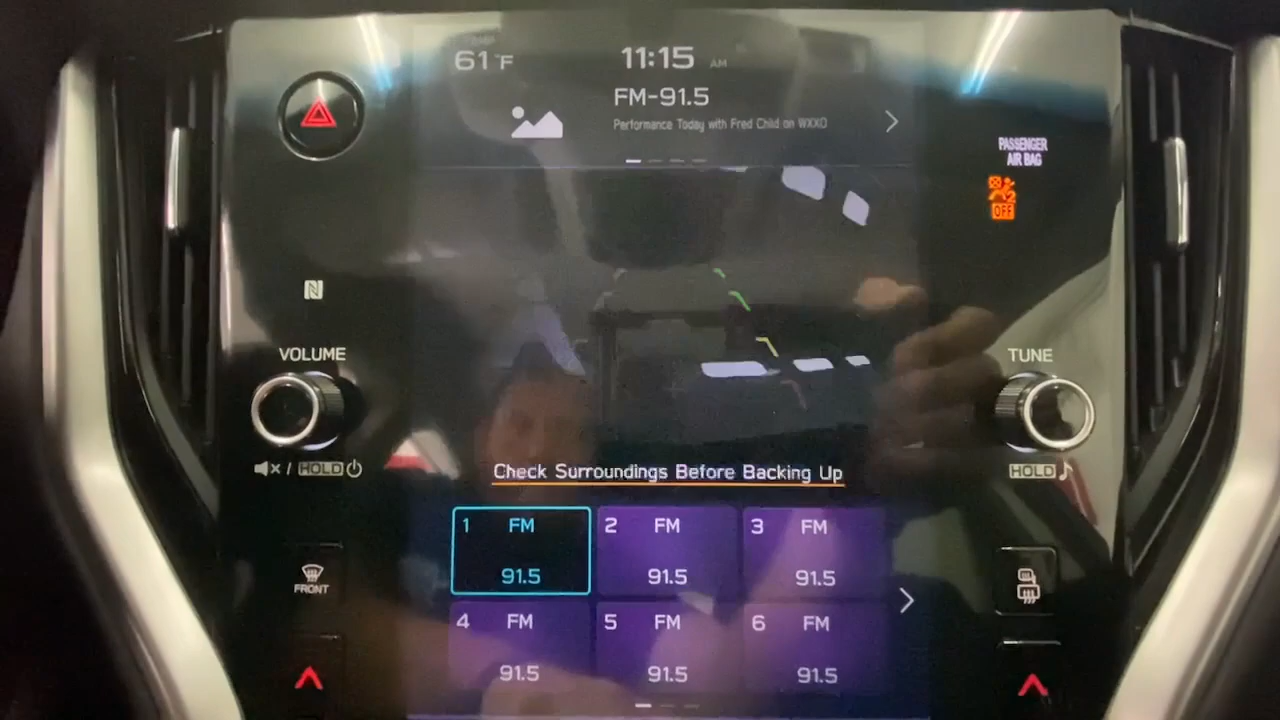 61°F
11:15 AM
FM-91.5
Performance Today with Fred Child on WXXO
PASSENGER
AIR BAG
OFF
VOLUME
TUNE
/ HOLD
HOLD
Check Surroundings Before Backing Up
1 FM
91.5
2 FM
91.5
3 FM
91.5
FRONT
4 FM
91.5
5 FM
91.5
6 FM
91.5